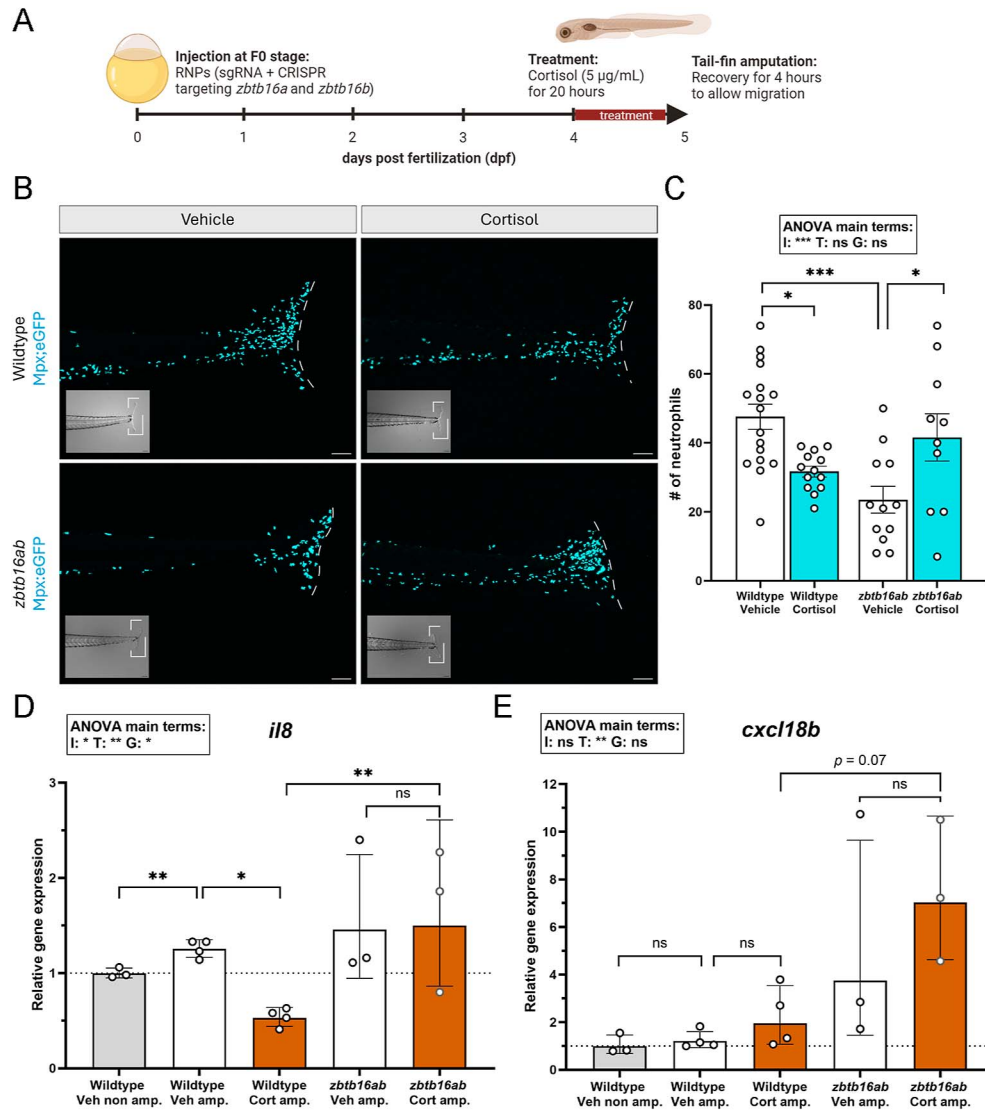 A
Injection at F0 stage:
RNPs (sgRNA + CRISPR
targeting zbtb16a and zbtb16b)
Treatment:
Cortisol (5 µg/mL)
for 20 hours
Tail-fin amputation:
Recovery for 4 hours
to allow migration
treatment
0 1 2 3 4 5
days post fertilization (dpf)
B
Vehicle Cortisol
Wildtype
Mpx;eGFP
zbtb16ab
Mpx;eGFP
C
ANOVA main terms:
I: *** T: ns G: ns
***
*
*
# of neutrophils
80
60
40
20
0
Wildtype Wildtype zbtb16ab zbtb16ab
Vehicle Cortisol Vehicle Cortisol
D
ANOVA main terms:
I: * T: ** G: *
il8
**
ns
**
*
Relative gene expression
3
2
1
0
Wildtype Wildtype Wildtype zbtb16ab zbtb16ab
Veh non amp. Veh amp. Cort amp. Veh amp. Cort amp.
E
ANOVA main terms:
I: ns T: ** G: ns
cxcl18b
p = 0.07
ns
ns
ns
Relative gene expression
12
10
8
6
4
2
1
0
Wildtype Wildtype Wildtype zbtb16ab zbtb16ab
Veh non amp. Veh amp. Cort amp. Veh amp. Cort amp.